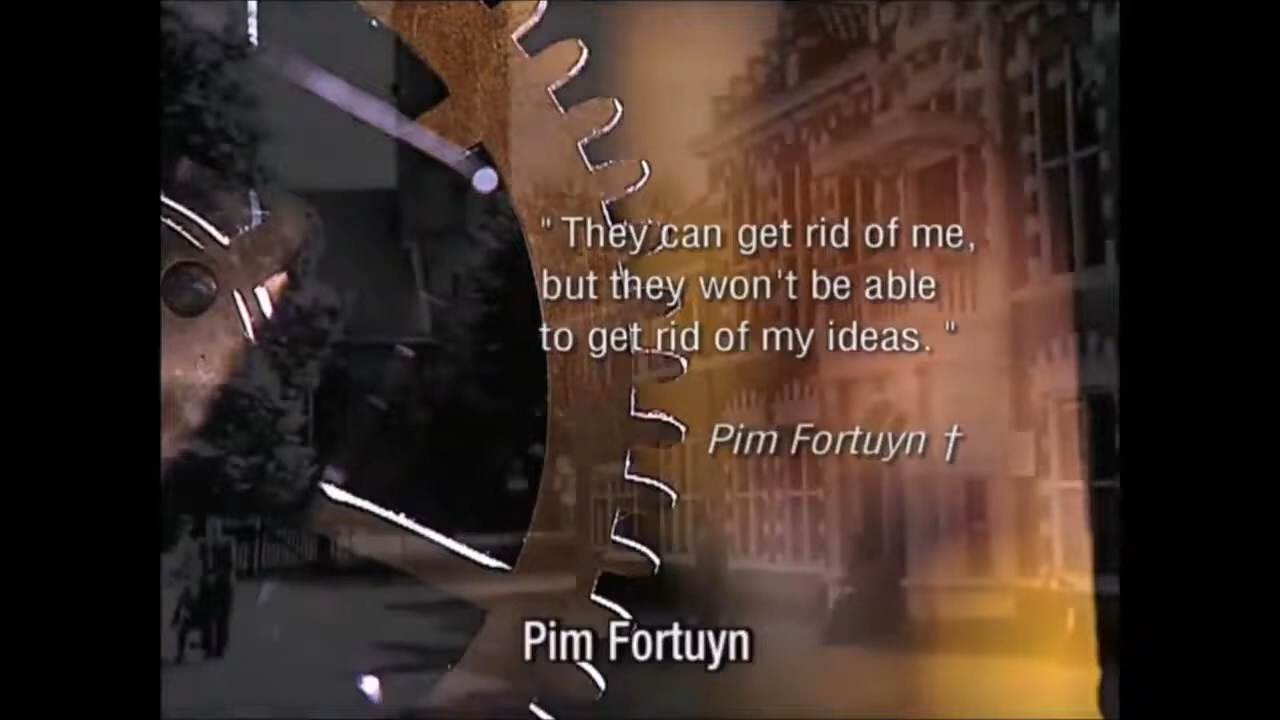 " They can get rid of me,
but they won't be able
to get rid of my ideas. "
Pim Fortuyn †
Pim Fortuyn